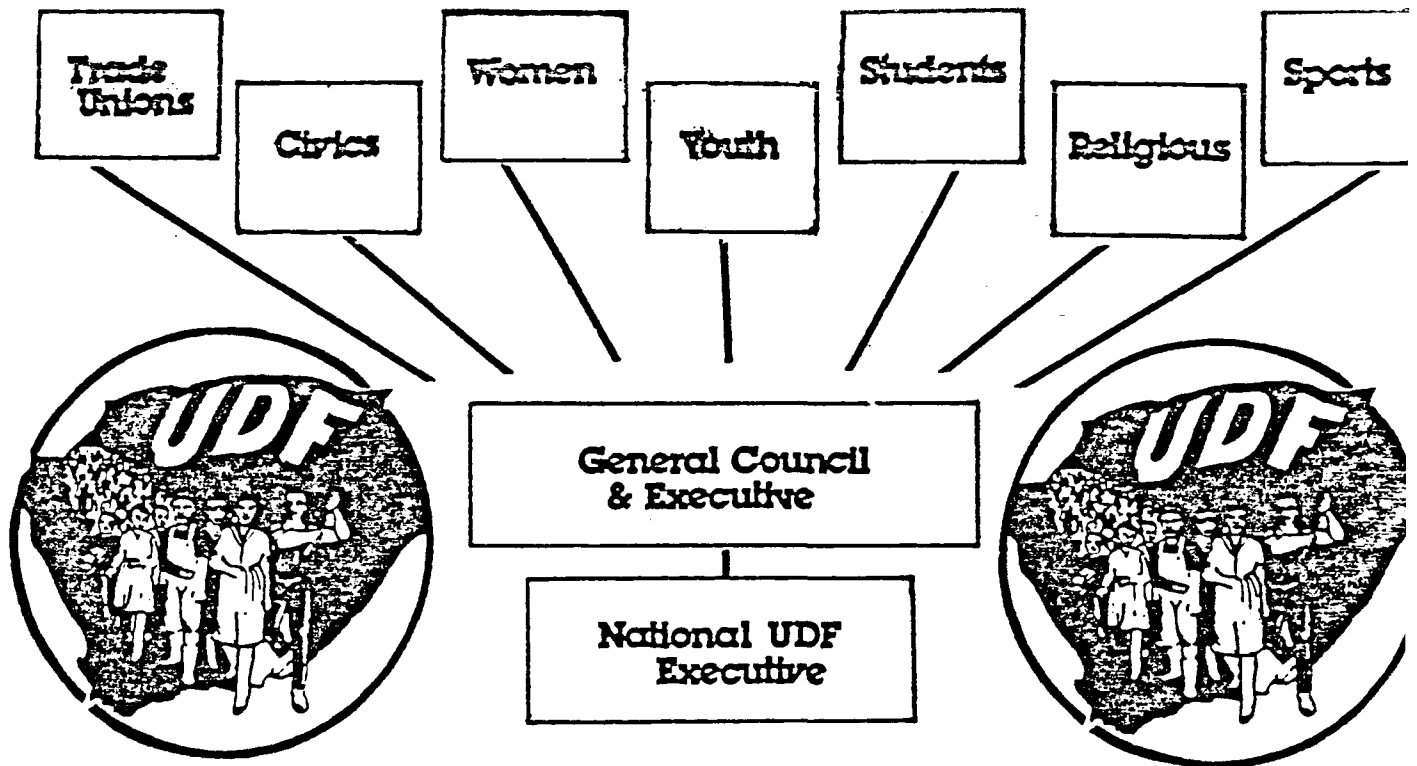 Trade
Unions
Civics
Women
Youth
Students
Religious
Sports
UDF
General Council
& Executive
UDF
National UDF
Executive